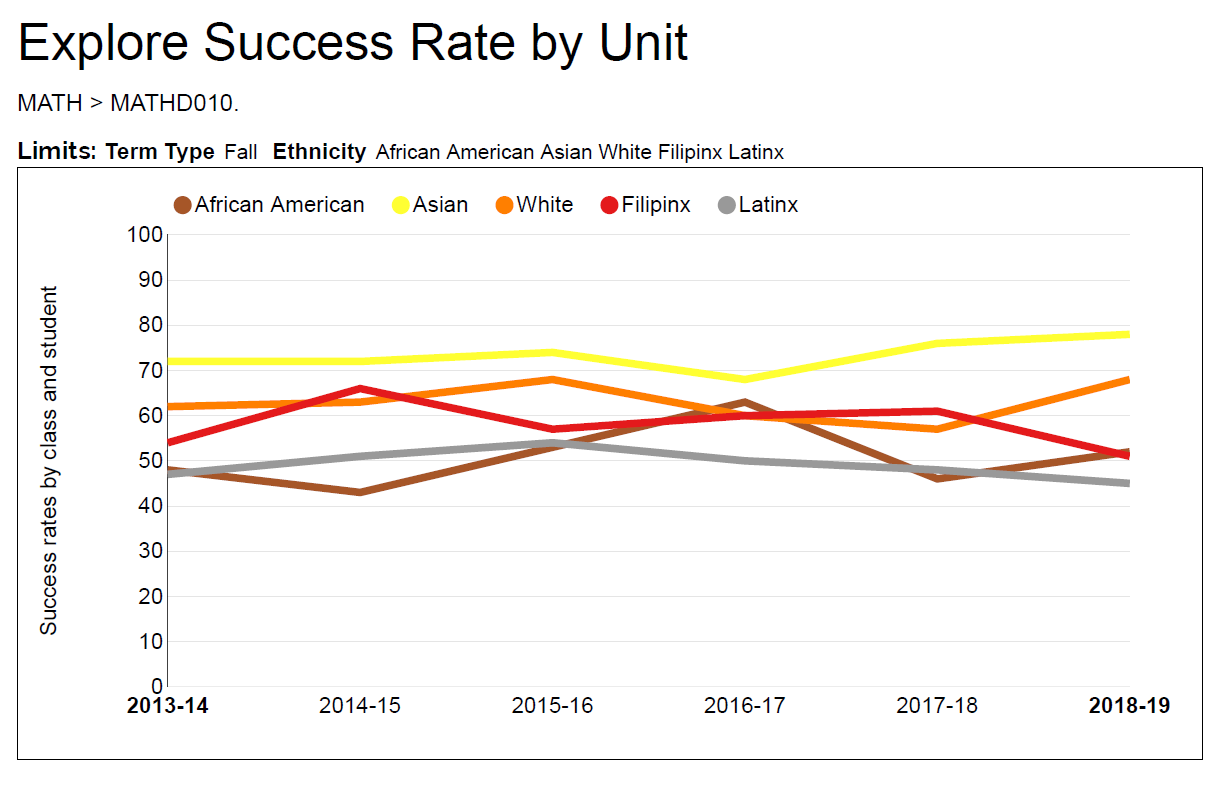 Explore Success Rate by Unit
MATH > MATHD010.
Limits: Term Type Fall Ethnicity African American Asian White Filipinx Latinx
African American Asian White Filipinx Latinx
Success rates by class and student
100
90
80
70
60
50
40
30
20
10
0
2013-14 2014-15 2015-16 2016-17 2017-18 2018-19